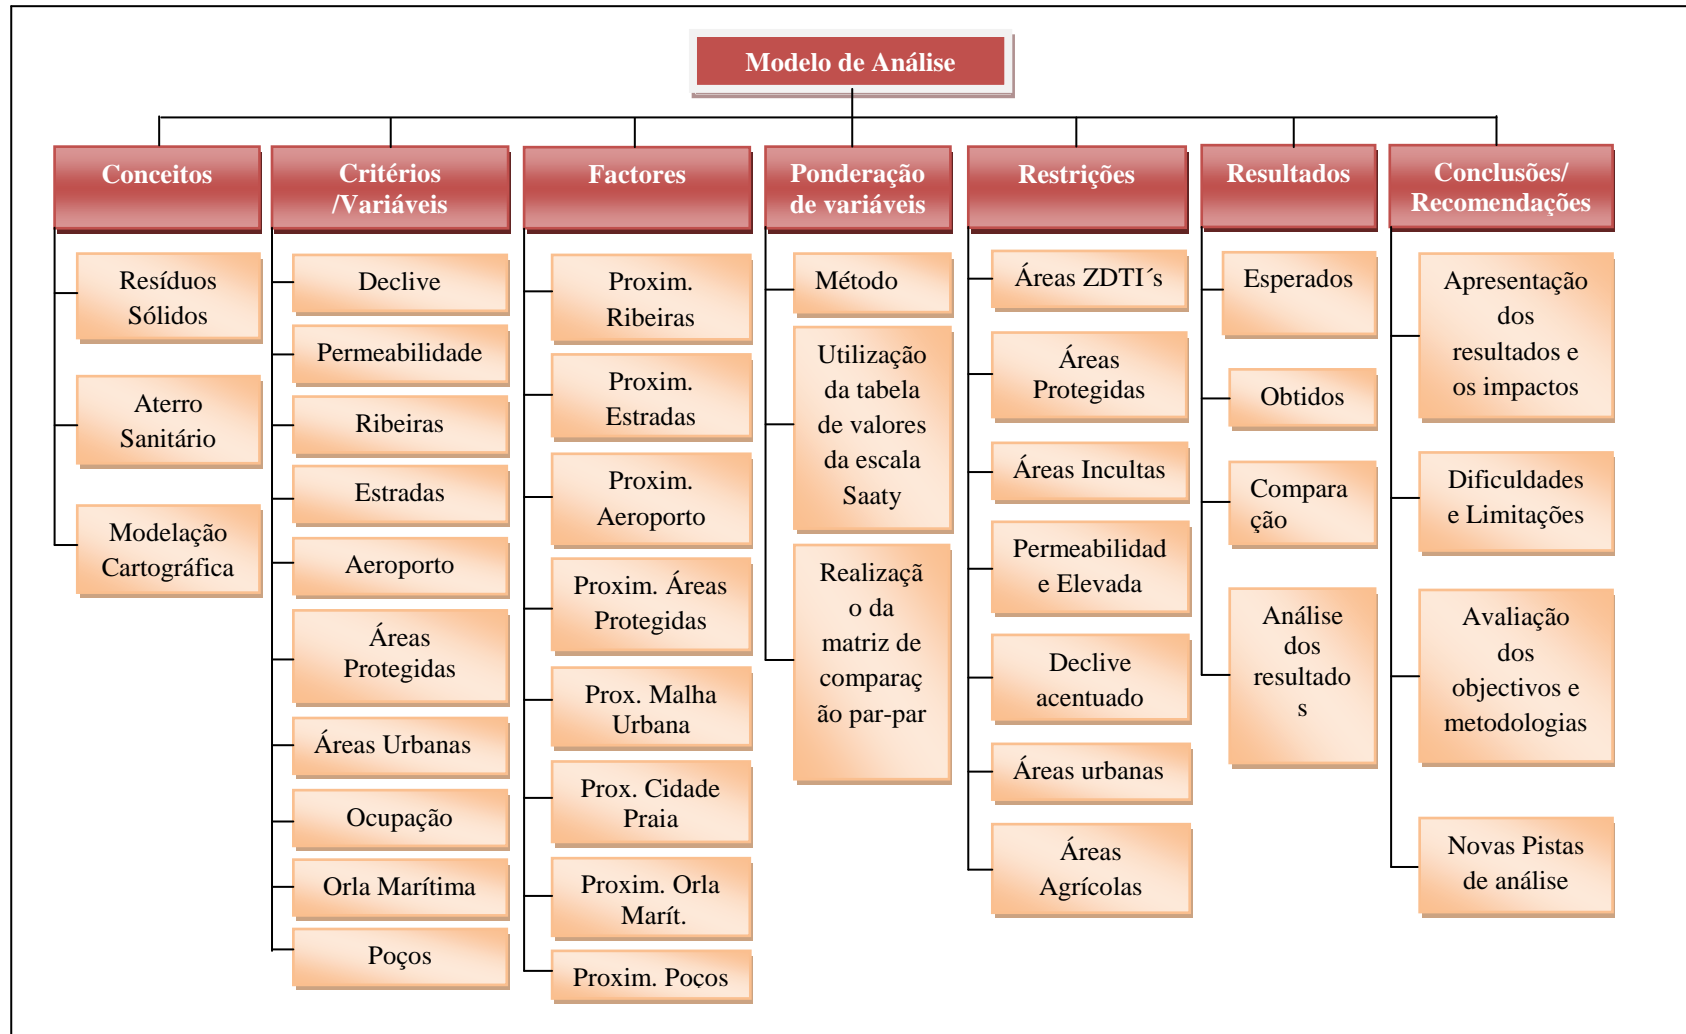 Modelo de Análise
Conceitos
Resíduos
Sólidos
Aterro
Sanitário
Modelação
Cartográfica
Critérios
/Variáveis
Declive
Permeabilidade
Ribeiras
Estradas
Aeroporto
Áreas
Protegidas
Áreas Urbanas
Ocupação
Orla Marítima
Poços
Factores
Proxim.
Ribeiras
Proxim.
Estradas
Proxim.
Aeroporto
Proxim. Áreas
Protegidas
Prox. Malha
Urbana
Prox. Cidade
Praia
Proxim. Orla
Marít.
Proxim. Poços
Ponderação
de variáveis
Método
Utilização
da tabela
de valores
da escala
Saaty
Realizaçã
o da
matriz de
comparaç
ão par-par
Restrições
Áreas ZDTI´s
Áreas
Protegidas
Áreas Incultas
Permeabilidad
e Elevada
Declive
acentuado
Áreas urbanas
Áreas
Agrícolas
Resultados
Esperados
Obtidos
Compara
ção
Análise
dos
resultado
s
Conclusões/
Recomendações
Apresentação
dos
resultados e
os impactos
Dificuldades
e Limitações
Avaliação
dos
objectivos e
metodologias
Novas Pistas
de análise